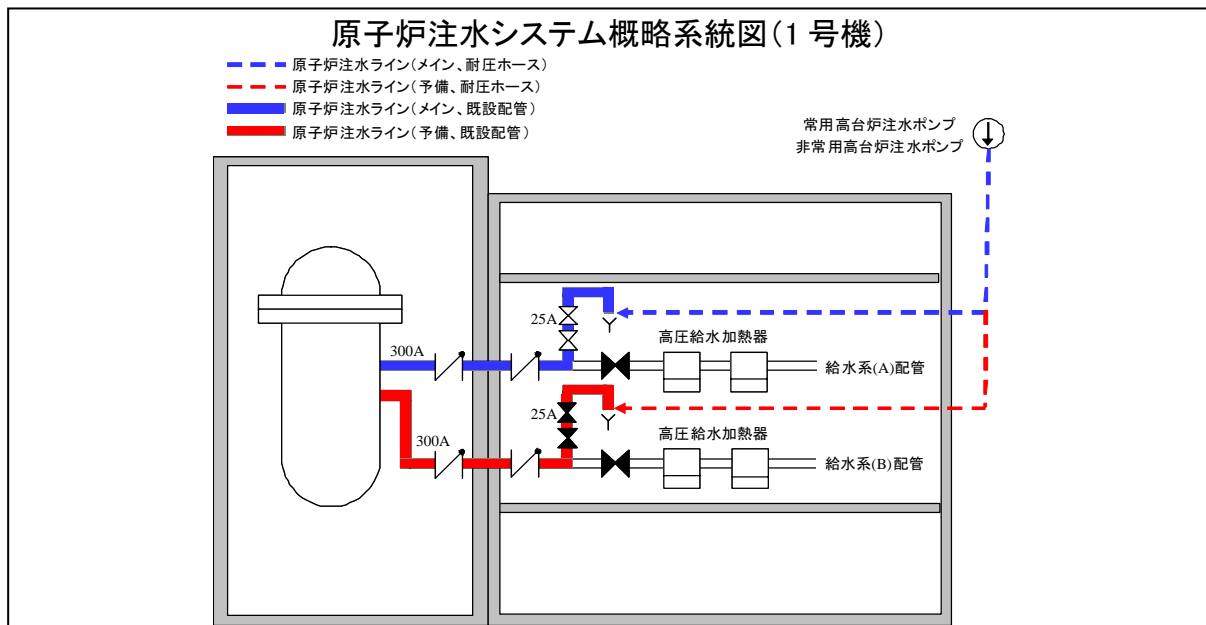 原子炉注水システム概略系統図(1号機)
原子炉注水ライン(メイン、耐圧ホース)
原子炉注水ライン(予備、耐圧ホース)
原子炉注水ライン(メイン、既設配管)
原子炉注水ライン(予備、既設配管)
常用高台炉注水ポンプ
非常用高台炉注水ポンプ
25A
高圧給水加熱器
300A
給水系(A)配管
25A
高圧給水加熱器
300A
給水系(B)配管